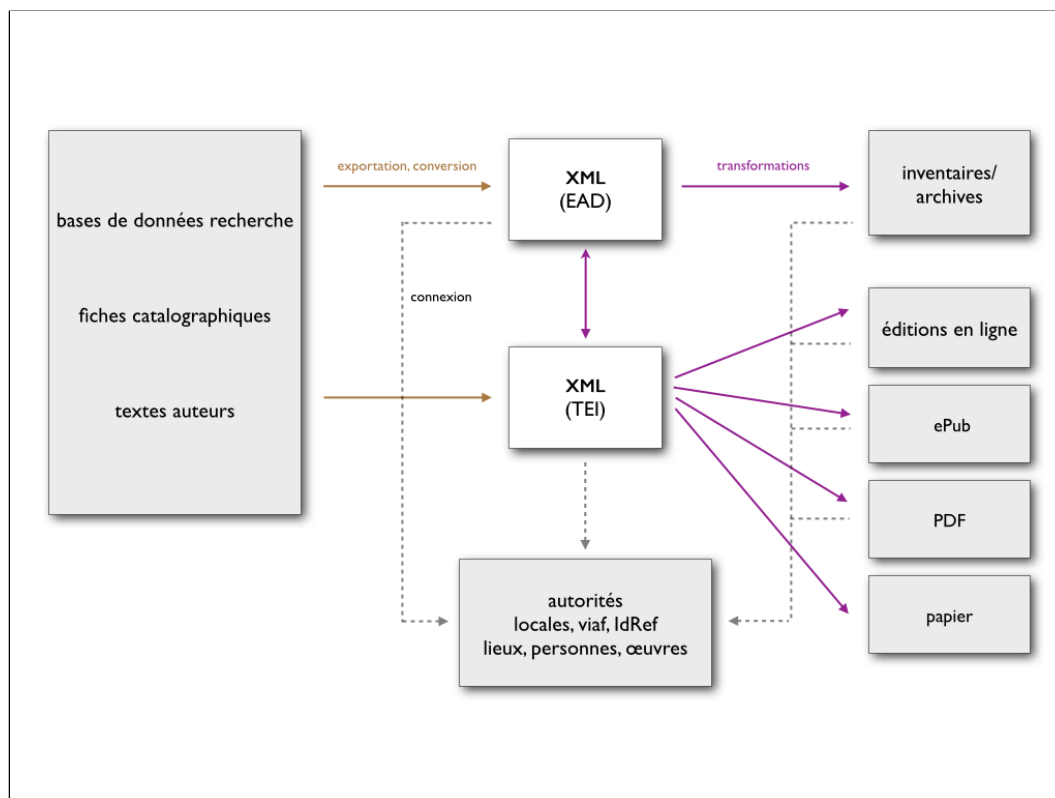 bases de données recherche
fiches catalographiques
textes auteurs
exportation, conversion
XML
(EAD)
transformations
inventaires/
archives
connexion
XML
(TEI)
éditions en ligne
ePub
PDF
papier
autorités
locales, viaf, IdRef
lieux, personnes, œuvres